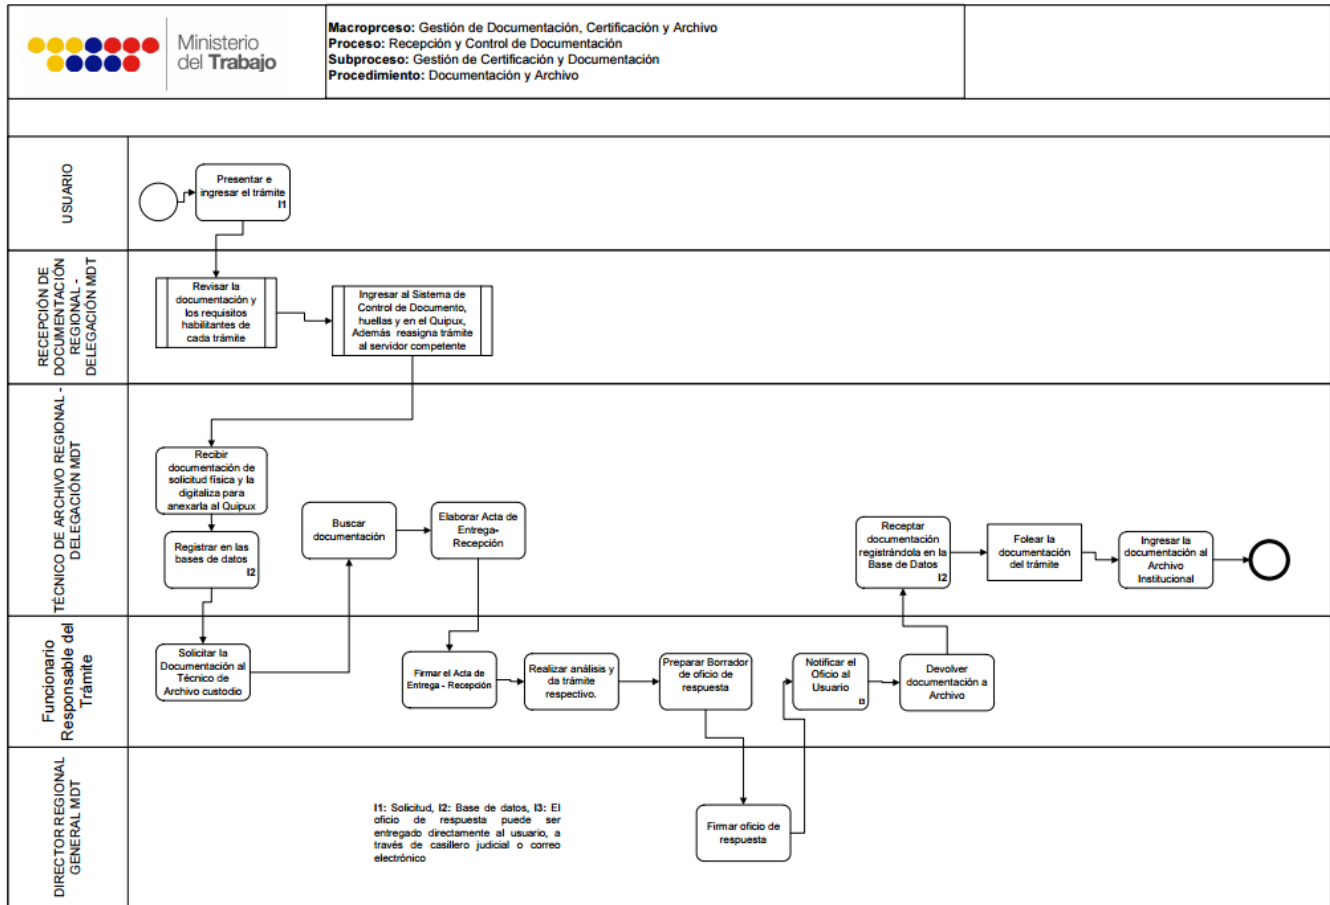 Ministerio
del Trabajo
Macroprceso: Gestión de Documentación, Certificación y Archivo
Proceso: Recepción y Control de Documentación
Subproceso: Gestión de Certificación y Documentación
Procedimiento: Documentación y Archivo
USUARIO
Presentar e
ingresar el trámite
I1
RECEPCIÓN DE
DOCUMENTACIÓN
REGIONAL -
DELEGACIÓN MDT
Revisar la
documentación y
los requisitos
habilitantes de
cada trámite
Ingresar al Sistema de
Control de Documento,
huellas y en el Quipux,
Además reasigna trámite
al servidor competente
TÉCNICO DE ARCHIVO REGIONAL -
DELEGACIÓN MDT
Recibir
documentación de
solicitud física y la
digitaliza para
anexarla al Quipux
Registrar en las
bases de datos
I2
Buscar
documentación
Elaborar Acta de
Entrega-
Recepción
Receptar
documentación
registrándola en la
Base de Datos
I2
Folear la
documentación
del trámite
Ingresar la
documentación al
Archivo
Institucional
Funcionario
Responsable del
Trámite
Solicitar la
Documentación al
Técnico de
Archivo custodio
Firmar el Acta de
Entrega - Recepción
Realizar análisis y
da trámite
respectivo.
Preparar Borrador
de oficio de
respuesta
Notificar el
Oficio al
Usuario
I3
Devolver
documentación a
Archivo
DIRECTOR REGIONAL
GENERAL MDT
I1: Solicitud, I2: Base de datos, I3: El
oficio de respuesta puede ser
entregado directamente al usuario, a
través de casillero judicial o correo
electrónico
Firmar oficio de
respuesta